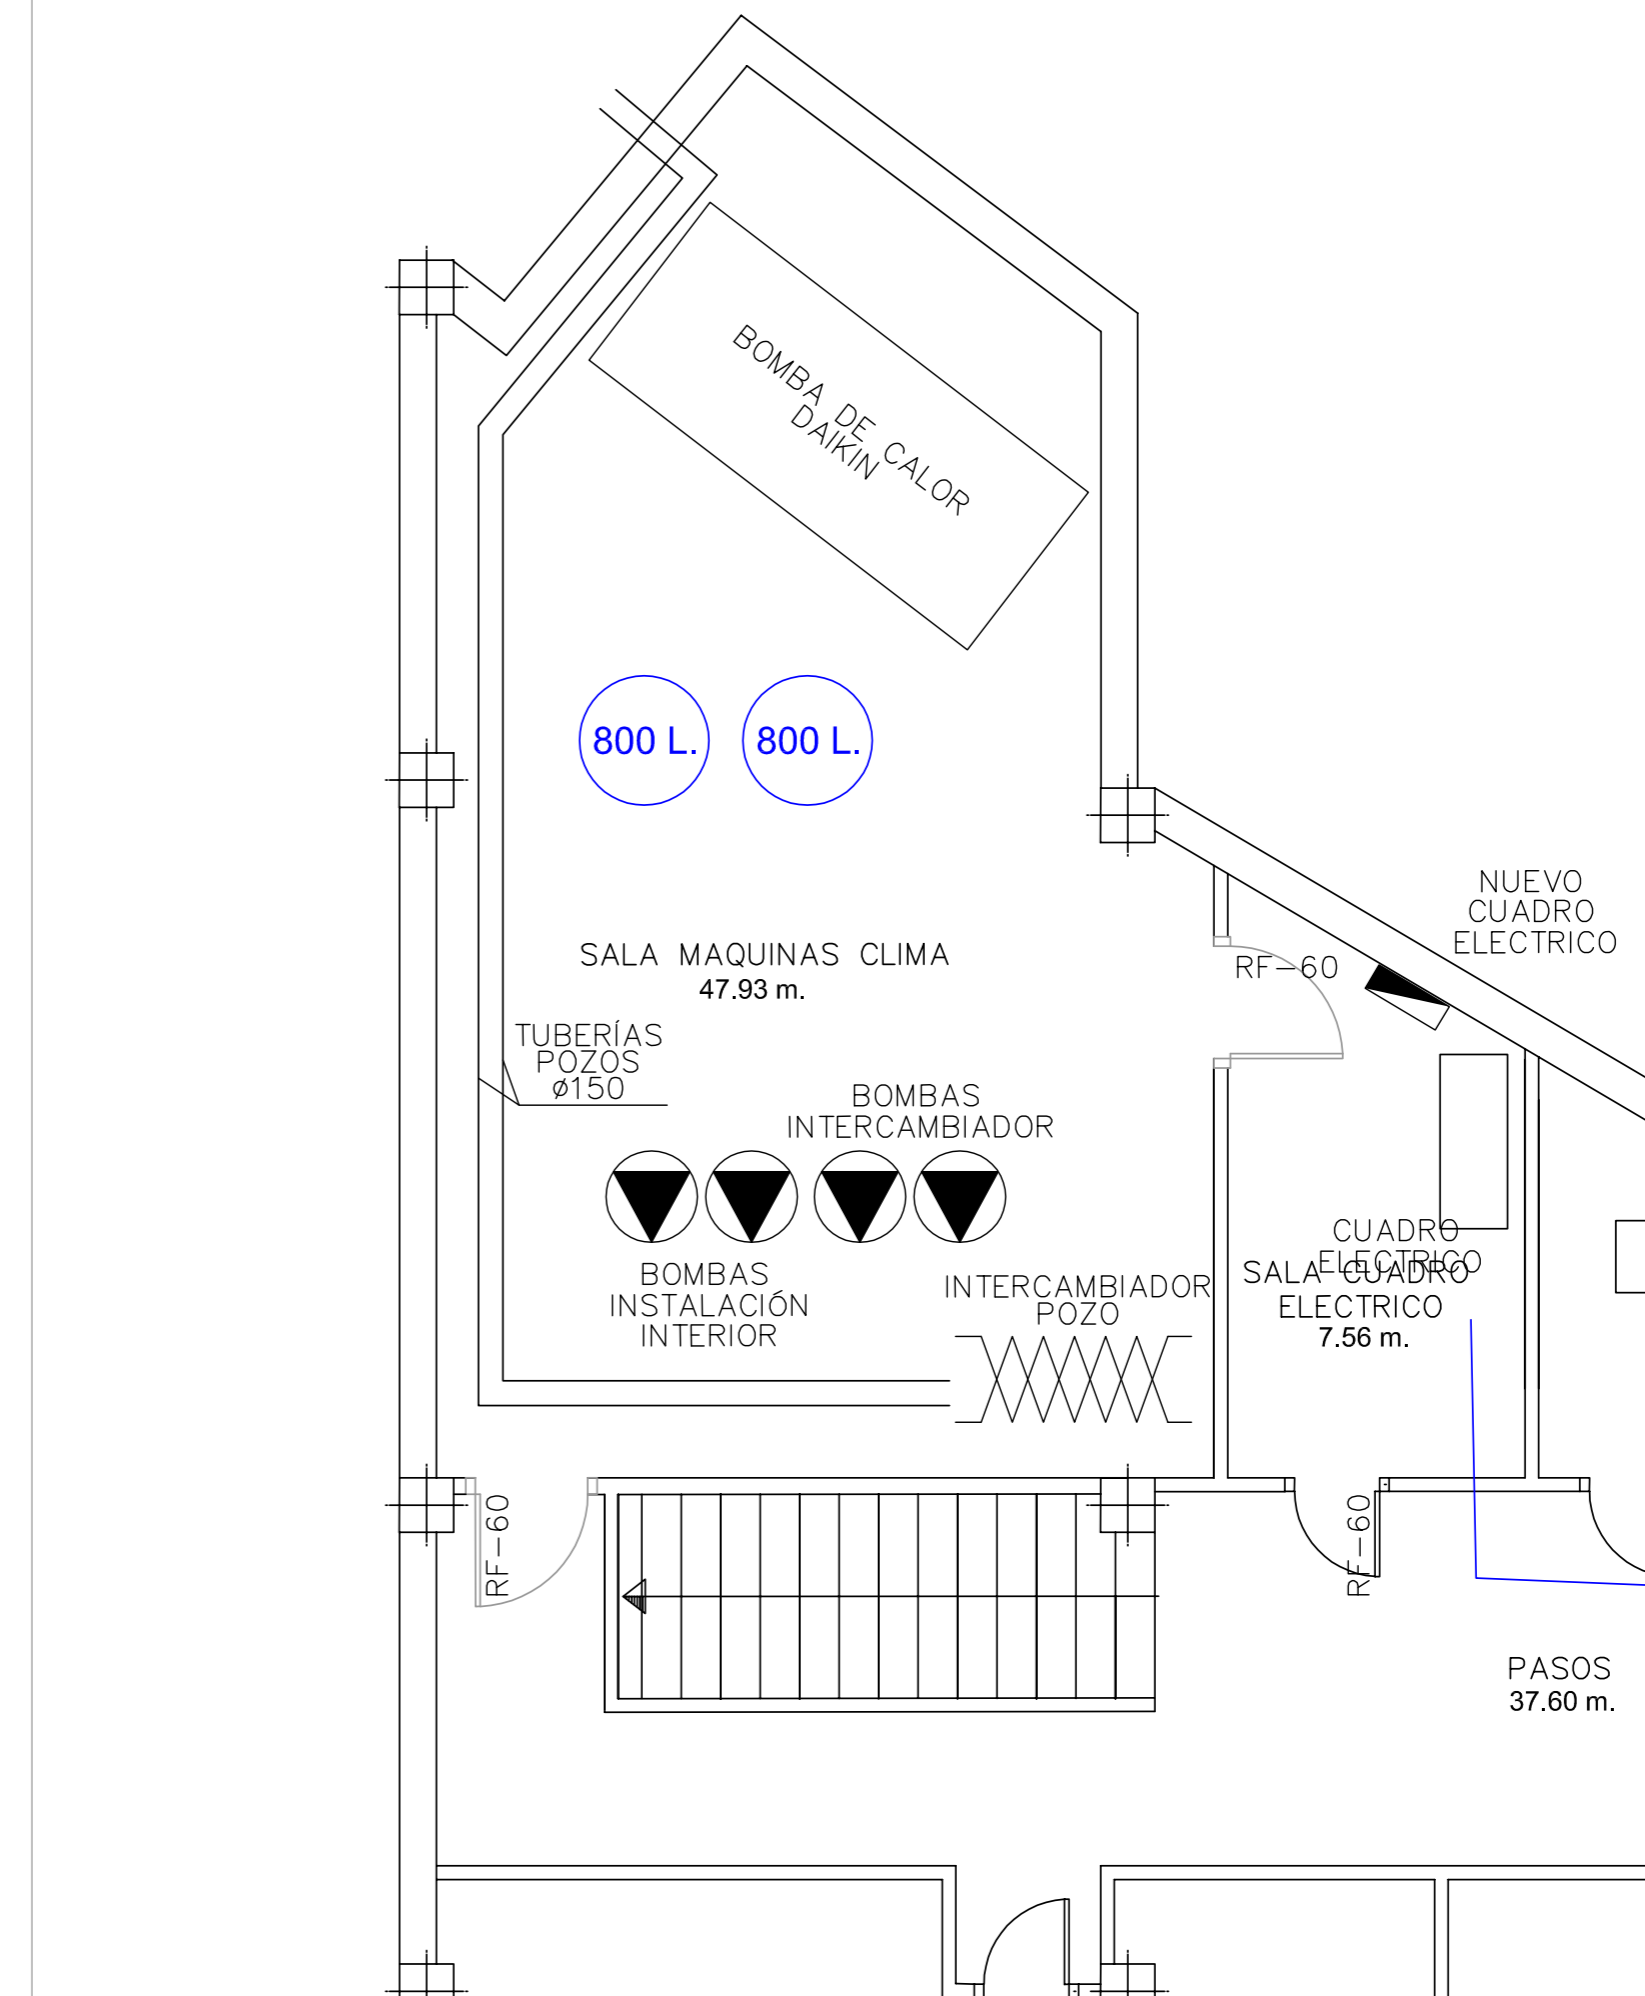 BOMBA DE CALOR
DAIKIN
800 L.
800 L.
NUEVO
CUADRO
ELECTRICO
SALA MAQUINAS CLIMA
47.93 m.
RF-60
TUBERÍAS
POZOS
ø150
BOMBAS
INTERCAMBIADOR
BOMBAS
INSTALACIÓN
INTERIOR
INTERCAMBIADOR
POZO
CUADRO
ELECTRICO
SALA CUADRO
ELECTRICO
7.56 m.
RF-60
RF-60
PASOS
37.60 m.